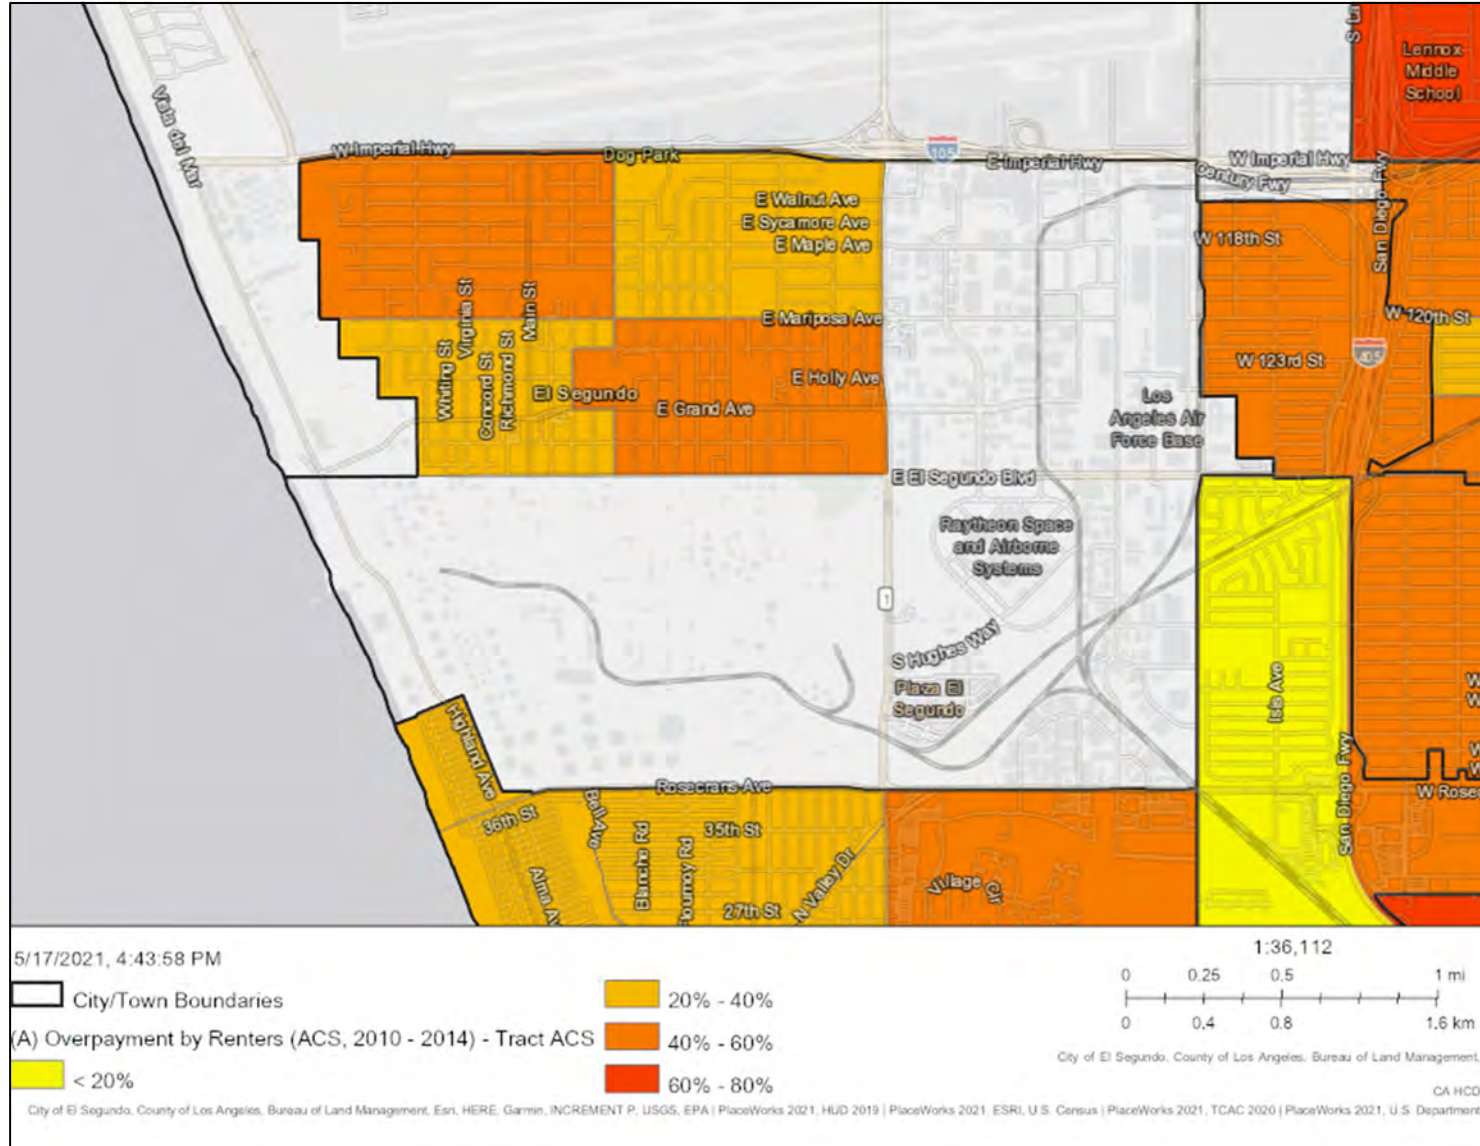 S
Lennox
Middle
School
Vista del Mar
W Imperial Hwy
Dog Park
105
E Imperial Hwy
W Imperial Hwy
Century Fwy
San Diego Fwy
E Walnut Ave
E Sycamore Ave
E Maple Ave
W 118th St
E Mariposa Ave
W 120th St
Main St
Virginia St
Whiting St
Concord St
Richmond St
El Segundo
E Holly Ave
E Grand Ave
W 123rd St
405
Los
Angeles Air
Force Base
E El Segundo Blvd
Raytheon Space
and Airborne
Systems
1
S Hughes Way
Plaza El
Segundo
Isis Ave
W
W
W
W
San Diego Fwy
Highland Ave
Rosecrans Ave
W Rose
36th St
Bell Ave
Blanche Rd
Flournoy Rd
35th St
N Valley Dr
Village Cir
Alma Av
27th St
5/17/2021, 4:43:58 PM
City/Town Boundaries
(A) Overpayment by Renters (ACS, 2010 - 2014) - Tract ACS
< 20%
20% - 40%
40% - 60%
60% - 80%
1:36,112
0 0.25 0.5 1 mi
0 0.4 0.8 1.6 km
City of El Segundo, County of Los Angeles, Bureau of Land Management,
CA HCD
City of El Segundo, County of Los Angeles, Bureau of Land Management, Esri, HERE, Garmin, INCREMENT P, USGS, EPA | PlaceWorks 2021, HUD 2019 | PlaceWorks 2021, ESRI, U.S. Census | PlaceWorks 2021, TCAC 2020 | PlaceWorks 2021, U.S. Department